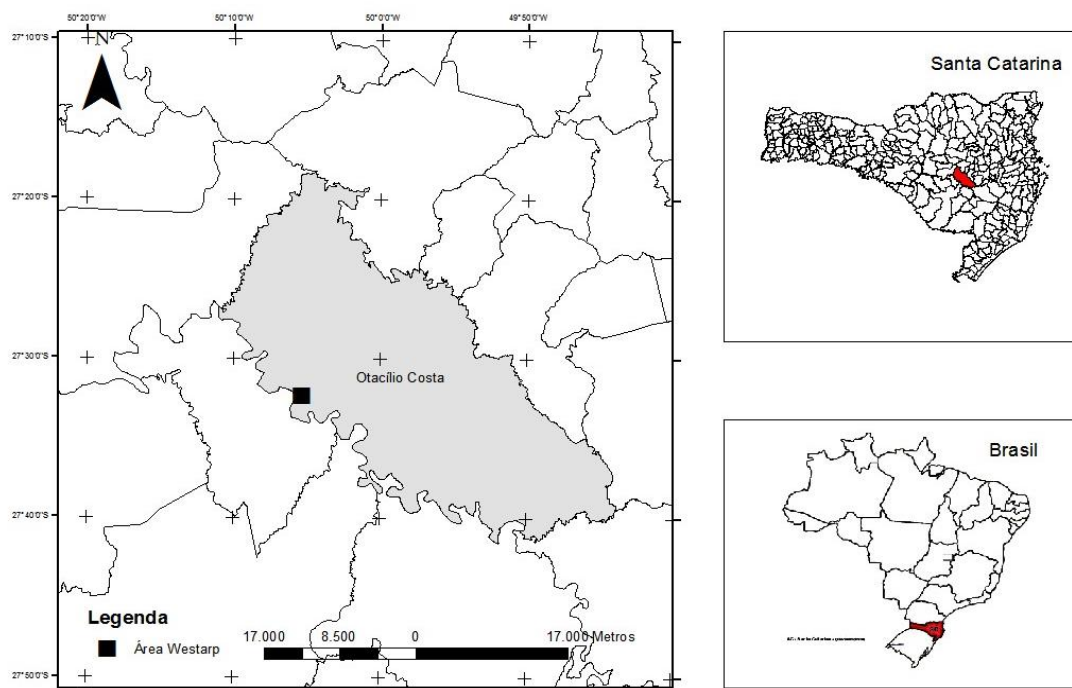 50°20'0"W 50°10'0"W 50°0'0"W 49°50'0"W
27°10'0"S
N
27°20'0"S
27°30'0"S
Otacílio Costa
27°40'0"S
27°50'0"S
Legenda
Área Westarp
17.000 8.500 0 17.000 Metros
Santa Catarina
Brasil